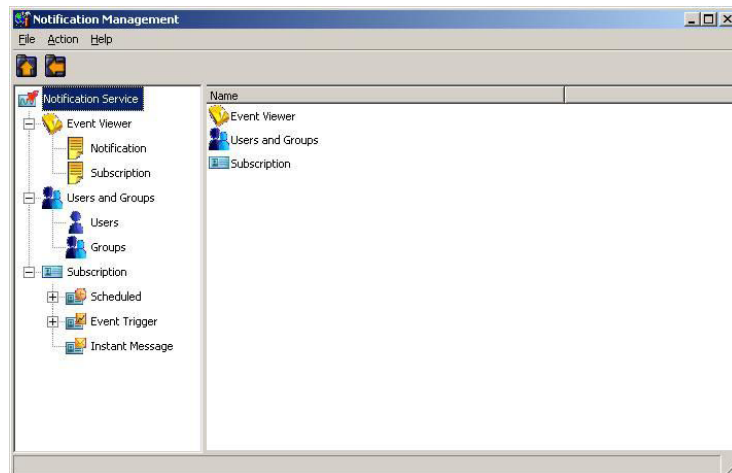 Notification Management
File Action Help
Notification Service
Event Viewer
Notification
Subscription
Users and Groups
Users
Groups
Subscription
Scheduled
Event Trigger
Instant Message
Name
Event Viewer
Users and Groups
Subscription